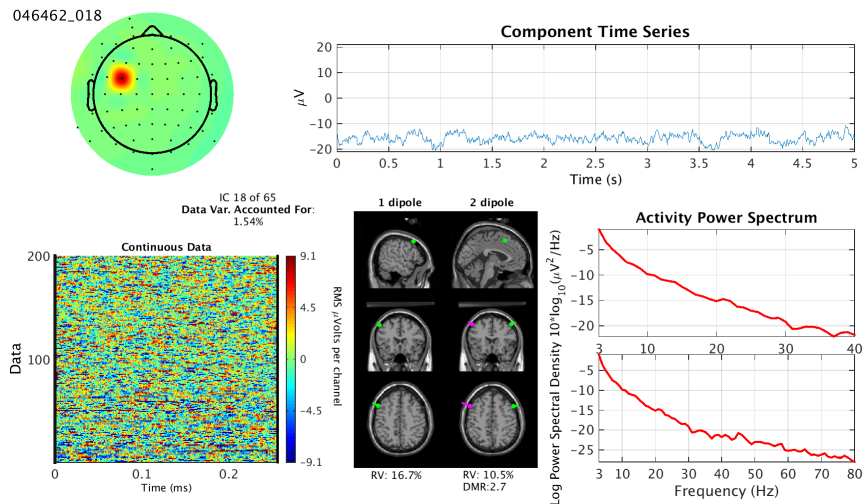 046462_018
Component Time Series
20
10
0
-10
-20
μV
0 0.5 1 1.5 2 2.5 3 3.5 4 4.5 5
Time (s)
IC 18 of 65
Data Var. Accounted For:
1.54%
Continuous Data
200
100
Data
0 0.1 0.2
Time (ms)
9.1
4.5
0
-4.5
-9.1
RMS μVolts per channel
1 dipole
2 dipole
RV: 16.7%
RV: 10.5%
DMR:2.7
Activity Power Spectrum
-5
-10
-15
-20
3 10 20 30 40
-5
-10
-15
-20
-25
3 10 20 30 40 50 60 70 80
Frequency (Hz)
Log Power Spectral Density 10*log10(μV2/Hz)